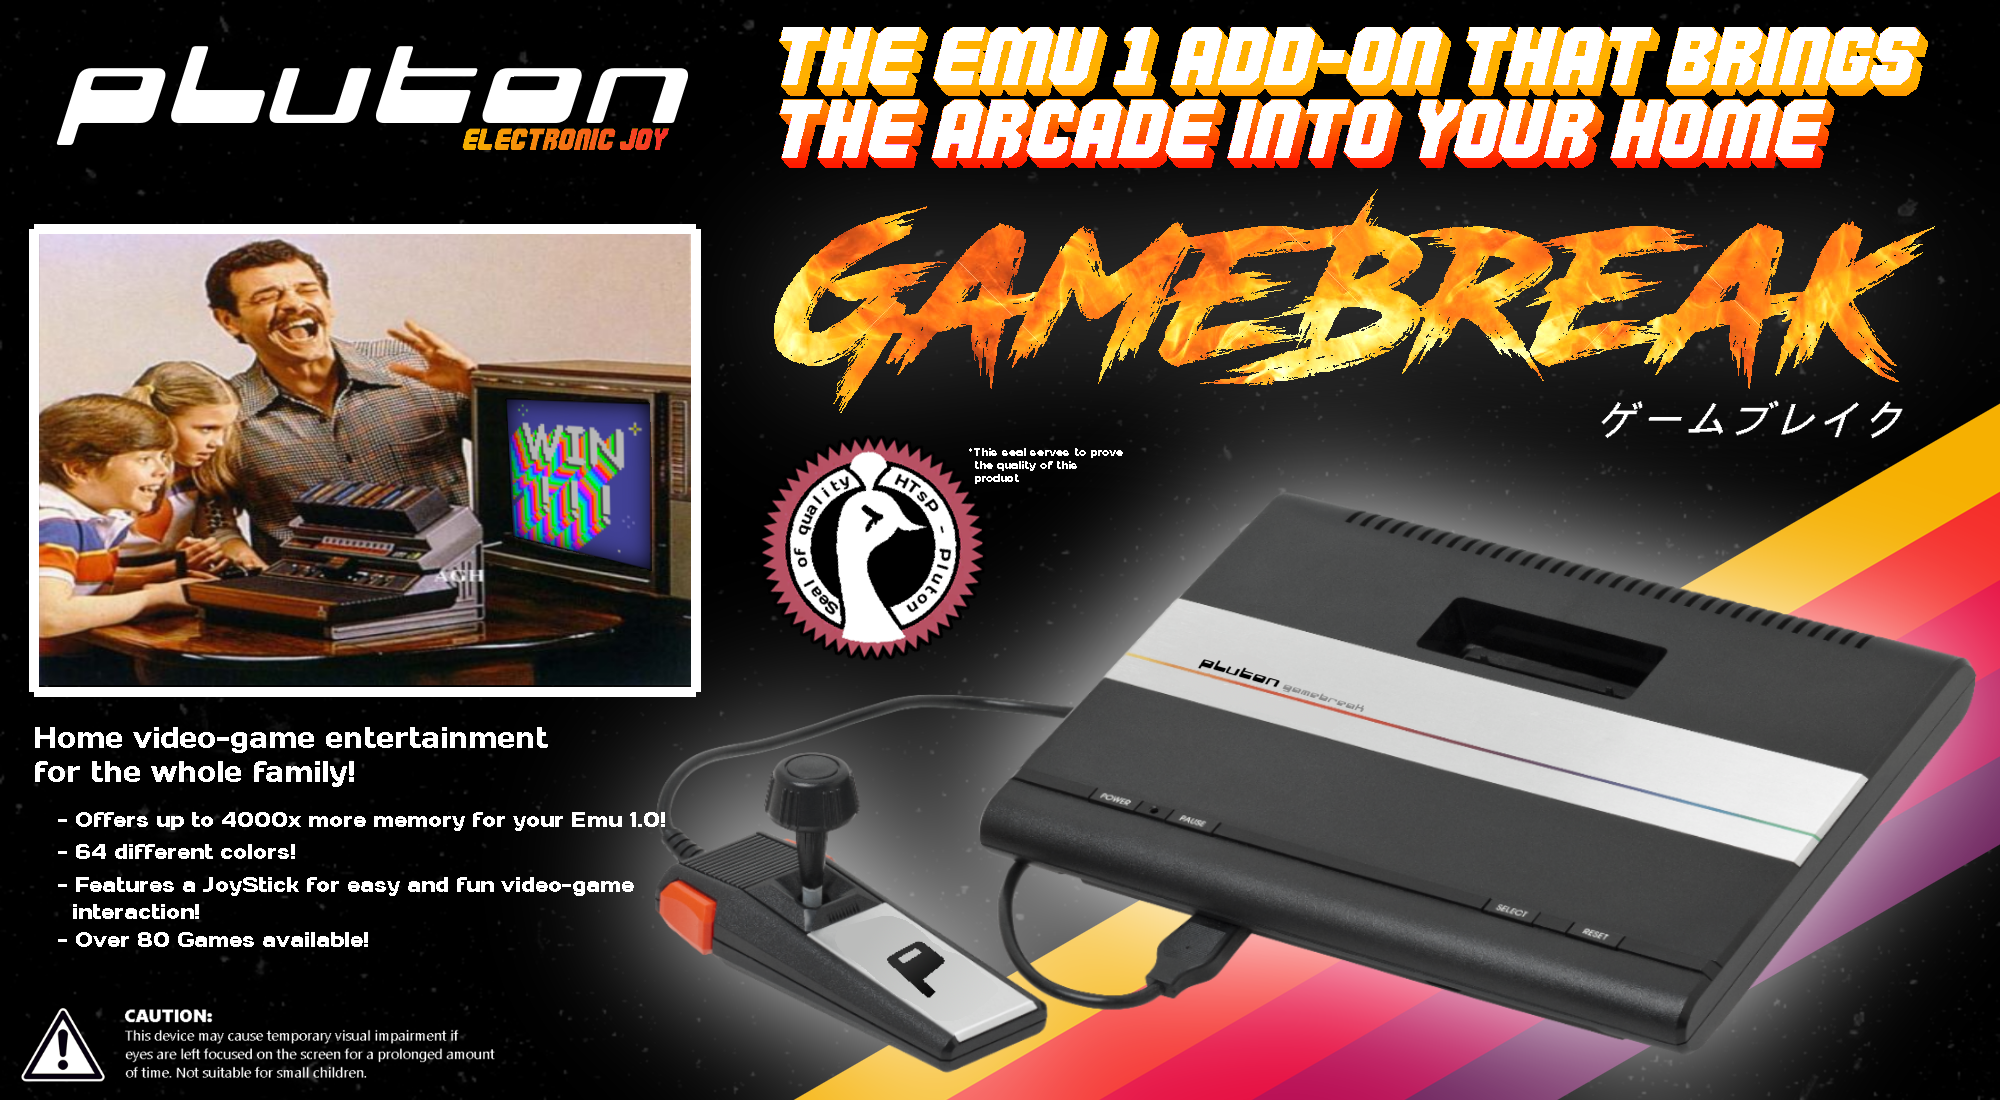 pluton
ELECTRONIC JOY
THE EMU 1 ADD-ON THAT BRINGS
THE ARCADE INTO YOUR HOME
GAMEBREAK
ゲームブレイク
WIN
!!!
AGH
Seal of quality
HTsP - Pluton
*This seal serves to prove
the quality of this
product
pluton gamebreak
POWER
PAUSE
SELECT
RESET
Home video-game entertainment
for the whole family!
- Offers up to 4000x more memory for your Emu 1.0!
- 64 different colors!
- Features a JoyStick for easy and fun video-game
interaction!
- Over 80 Games available!
CAUTION:
This device may cause temporary visual impairment if
eyes are left focused on the screen for a prolonged amount
of time. Not suitable for small children.